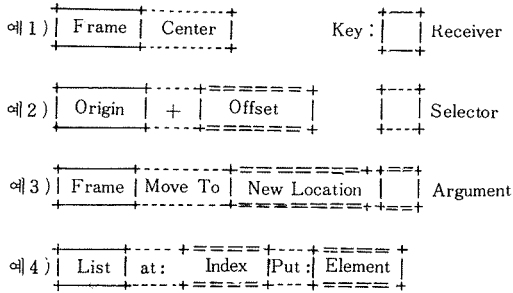 예1) Frame Center Key: Receiver
예2) Origin + Offset Selector
예3) Frame Move To New Location Argument
예4) List at: Index Put: Element